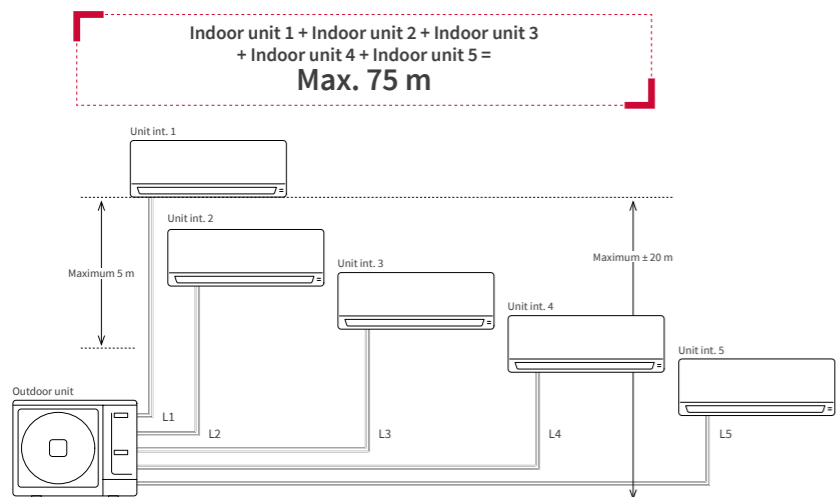 Indoor unit 1 + Indoor unit 2 + Indoor unit 3
+ Indoor unit 4 + Indoor unit 5 =
Max. 75 m
Unit int. 1
Unit int. 2
Maximum 5 m
Unit int. 3
Maximum ± 20 m
Unit int. 4
Unit int. 5
Outdoor unit
L1
L2
L3
L4
L5